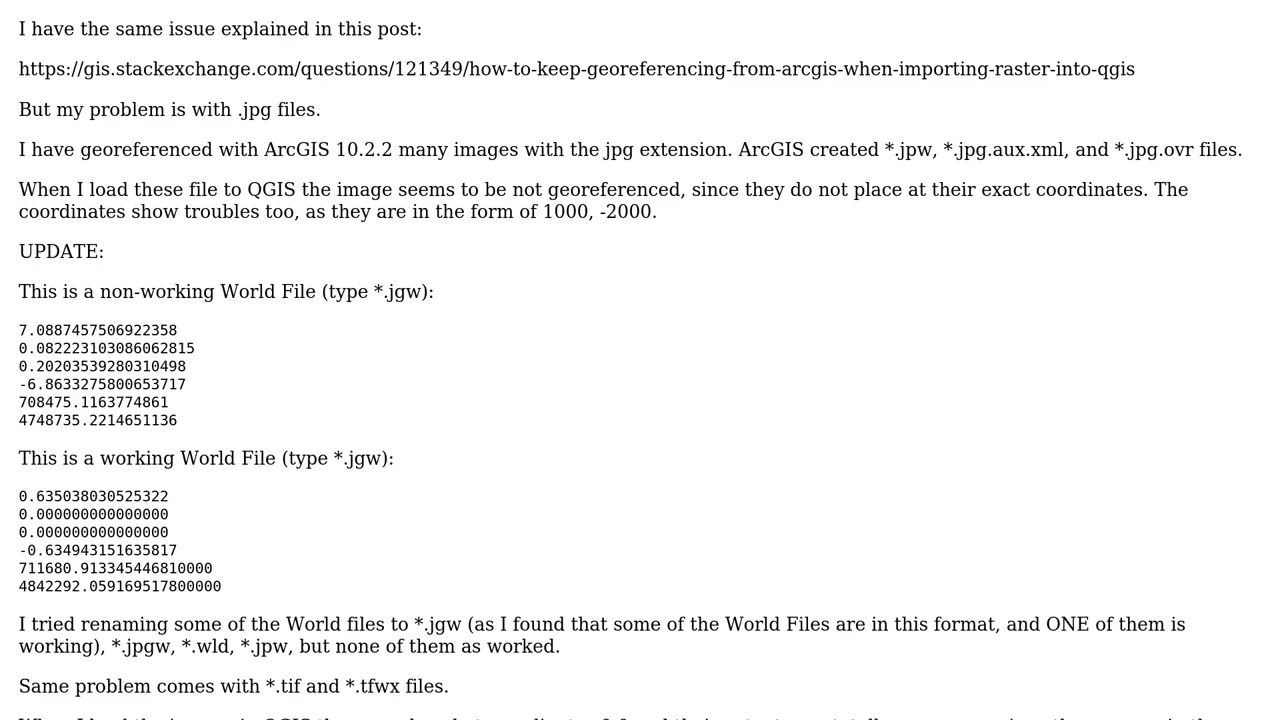 I have the same issue explained in this post:
https://gis.stackexchange.com/questions/121349/how-to-keep-georeferencing-from-arcgis-when-importing-raster-into-qgis
But my problem is with .jpg files.
I have georeferenced with ArcGIS 10.2.2 many images with the jpg extension. ArcGIS created *.jpw, *.jpg.aux.xml, and *.jpg.ovr files.
When I load these file to QGIS the image seems to be not georeferenced, since they do not place at their exact coordinates. The
coordinates show troubles too, as they are in the form of 1000, -2000.
UPDATE:
This is a non-working World File (type *.jgw):
7.0887457506922358
0.082223103086062815
0.20203539280310498
-6.8633275800653717
708475.1163774861
4748735.2214651136
This is a working World File (type *.jgw):
0.635038030525322
0.000000000000000
0.000000000000000
-0.634943151635817
711680.913345446810000
4842292.059169517800000
I tried renaming some of the World files to *.jgw (as I found that some of the World Files are in this format, and ONE of them is
working), *.jpgw, *.wld, *.jpw, but none of them as worked.
Same problem comes with *.tif and *.tfwx files.